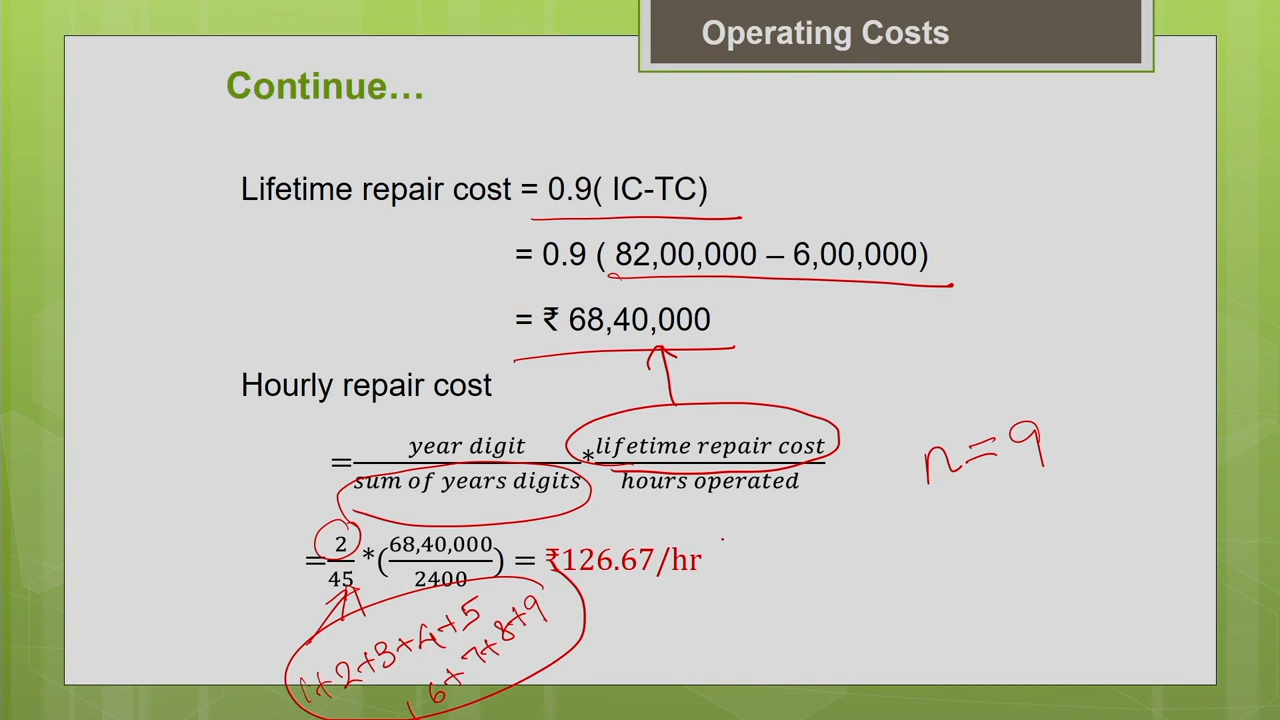 Operating Costs
Continue…
Lifetime repair cost = 0.9( IC-TC)
= 0.9 ( 82,00,000 – 6,00,000)
= ₹ 68,40,000
Hourly repair cost
= year digit / sum of years digits * lifetime repair cost / hours operated
n=9
= 2/45 *(68,40,000/2400) = ₹126.67/hr
1+2+3+4+5
+6+7+8+9